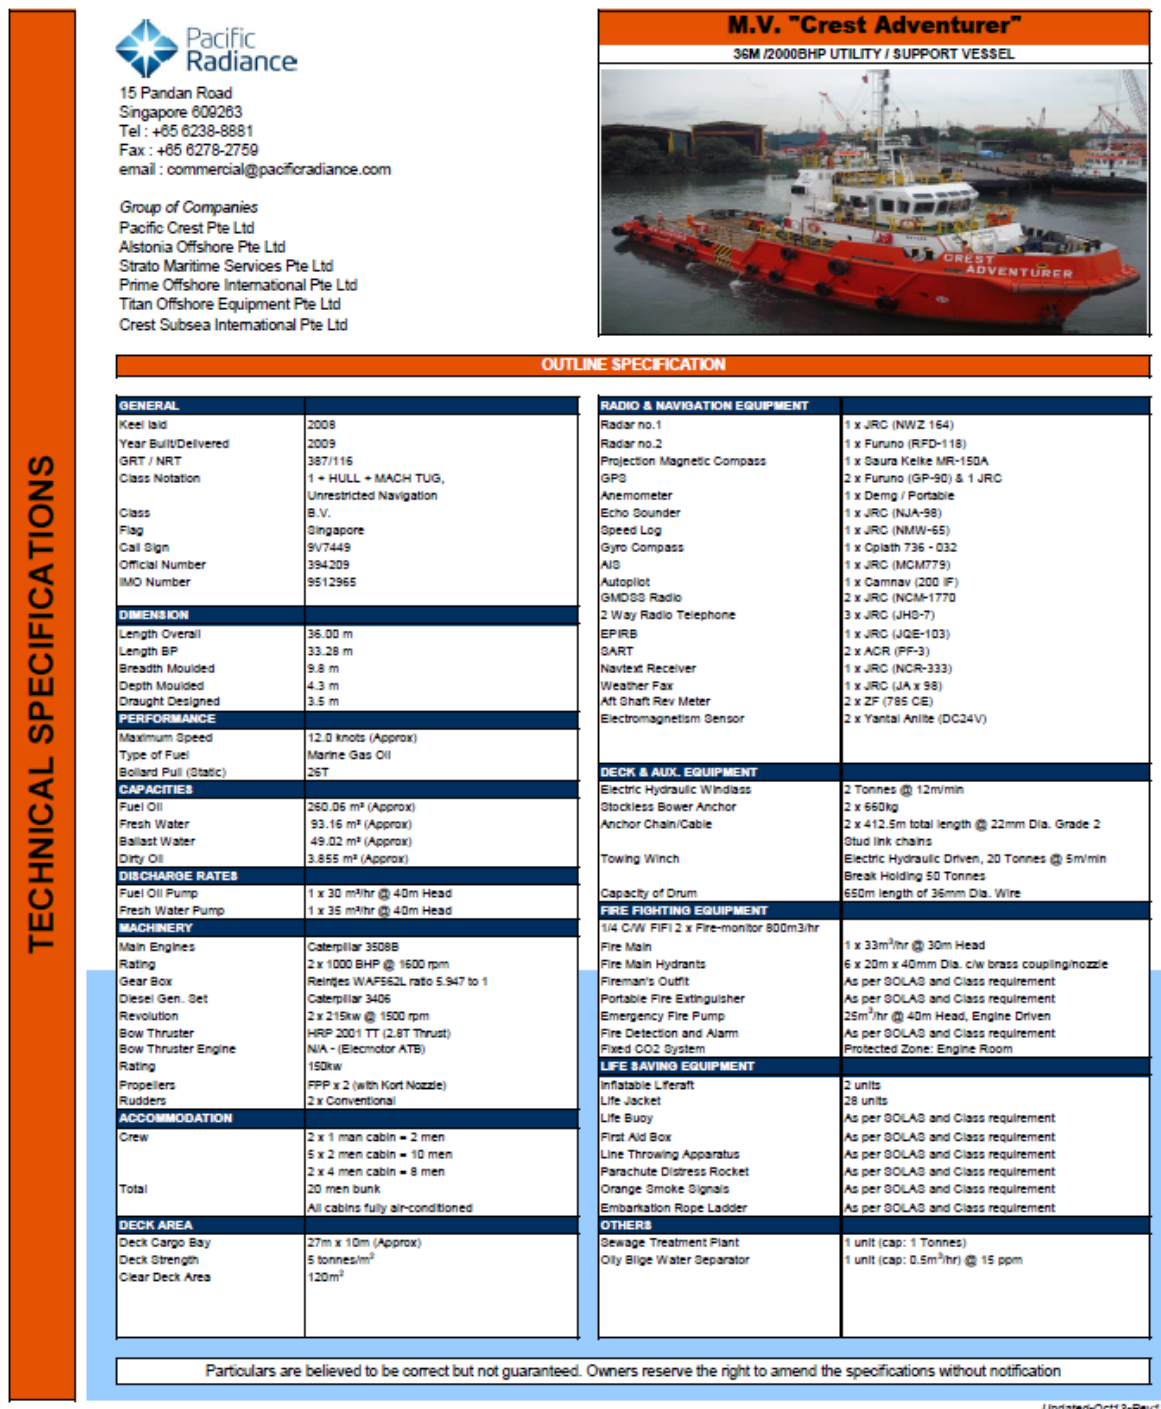 TECHNICAL SPECIFICATIONS
Pacific
Radiance
15 Pandan Road
Singapore 609263
Tel : +65 6238-8881
Fax : +65 6278-2759
email : commercial@pacificradiance.com
Group of Companies
Pacific Crest Pte Ltd
Alstonia Offshore Pte Ltd
Strato Maritime Services Pte Ltd
Prime Offshore International Pte Ltd
Titan Offshore Equipment Pte Ltd
Crest Subsea International Pte Ltd
M.V. "Crest Adventurer"
36M /2000BHP UTILITY / SUPPORT VESSEL
CREST
ADVENTURER
OUTLINE SPECIFICATION
GENERAL
Keel laid 2008
Year Built/Delivered 2009
GRT / NRT 387/116
Class Notation 1 + HULL + MACH TUG,
Unrestricted Navigation
Class B.V.
Flag Singapore
Call Sign 9V7449
Official Number 394209
IMO Number 9512965
DIMENSION
Length Overall 36.00 m
Length BP 33.28 m
Breadth Moulded 9.8 m
Depth Moulded 4.3 m
Draught Designed 3.5 m
PERFORMANCE
Maximum Speed 12.0 knots (Approx)
Type of Fuel Marine Gas Oil
Bollard Pull (Static) 26T
CAPACITIES
Fuel Oil 260.06 m³ (Approx)
Fresh Water 93.16 m³ (Approx)
Ballast Water 49.02 m³ (Approx)
Dirty Oil 3.855 m³ (Approx)
DISCHARGE RATES
Fuel Oil Pump 1 x 30 m³/hr @ 40m Head
Fresh Water Pump 1 x 35 m³/hr @ 40m Head
MACHINERY
Main Engines Caterpillar 3508B
Rating 2 x 1000 BHP @ 1600 rpm
Gear Box Reintjes WAF562L ratio 5.947 to 1
Diesel Gen. Set Caterpillar 3406
Revolution 2 x 215kw @ 1500 rpm
Bow Thruster HRP 2001 TT (2.8T Thrust)
Bow Thruster Engine N/A - (Elecmotor ATB)
Rating 150kw
Propellers FPP x 2 (with Kort Nozzle)
Rudders 2 x Conventional
ACCOMMODATION
Crew 2 x 1 man cabin = 2 men
5 x 2 men cabin = 10 men
2 x 4 men cabin = 8 men
Total 20 men bunk
All cabins fully air-conditioned
DECK AREA
Deck Cargo Bay 27m x 10m (Approx)
Deck Strength 5 tonnes/m²
Clear Deck Area 120m²
RADIO & NAVIGATION EQUIPMENT
Radar no.1 1 x JRC (NWZ 164)
Radar no.2 1 x Furuno (RFD-118)
Projection Magnetic Compass 1 x Saura Keike MR-150A
GPS 2 x Furuno (GP-90) & 1 JRC
Anemometer 1 x Demg / Portable
Echo Sounder 1 x JRC (NJA-98)
Speed Log 1 x JRC (NMW-65)
Gyro Compass 1 x Cplath 736 - 032
AIS 1 x JRC (MCM779)
Autopilot 1 x Camnav (200 IF)
GMDSS Radio 2 x JRC (NCM-1770
2 Way Radio Telephone 3 x JRC (JHS-7)
EPIRB 1 x JRC (JQE-103)
SART 2 x ACR (PF-3)
Navtext Receiver 1 x JRC (NCR-333)
Weather Fax 1 x JRC (JA x 98)
Aft Shaft Rev Meter 2 x ZF (785 CE)
Electromagnetism Sensor 2 x Yantai Anlite (DC24V)
DECK & AUX. EQUIPMENT
Electric Hydraulic Windlass 2 Tonnes @ 12m/min
Stockless Bower Anchor 2 x 660kg
Anchor Chain/Cable 2 x 412.5m total length @ 22mm Dia. Grade 2
Stud link chains
Towing Winch Electric Hydraulic Driven, 20 Tonnes @ 5m/min
Break Holding 50 Tonnes
Capacity of Drum 650m length of 36mm Dia. Wire
FIRE FIGHTING EQUIPMENT
1/4 C/W FIFI 2 x Fire-monitor 800m3/hr
Fire Main 1 x 33m³/hr @ 30m Head
Fire Main Hydrants 6 x 20m x 40mm Dia. c/w brass coupling/nozzle
Fireman's Outfit As per SOLAS and Class requirement
Portable Fire Extinguisher As per SOLAS and Class requirement
Emergency Fire Pump 25m³/hr @ 40m Head, Engine Driven
Fire Detection and Alarm As per SOLAS and Class requirement
Fixed CO2 System Protected Zone: Engine Room
LIFE SAVING EQUIPMENT
Inflatable Liferaft 2 units
Life Jacket 28 units
Life Buoy As per SOLAS and Class requirement
First Aid Box As per SOLAS and Class requirement
Line Throwing Apparatus As per SOLAS and Class requirement
Parachute Distress Rocket As per SOLAS and Class requirement
Orange Smoke Signals As per SOLAS and Class requirement
Embarkation Rope Ladder As per SOLAS and Class requirement
OTHERS
Sewage Treatment Plant 1 unit (cap: 1 Tonnes)
Oily Bilge Water Separator 1 unit (cap: 0.5m³/hr) @ 15 ppm
Particulars are believed to be correct but not guaranteed. Owners reserve the right to amend the specifications without notification
Updated-Oct13-Rev1